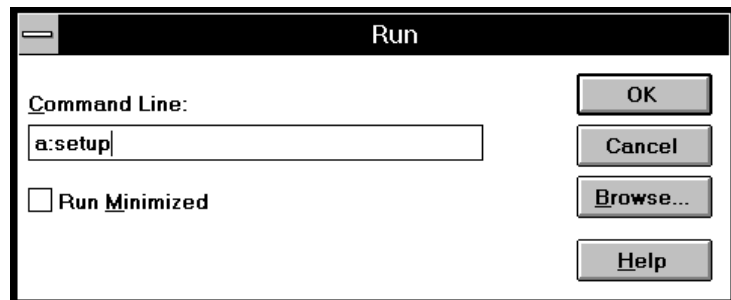 Run
Command Line:
a:setup
Run Minimized
OK
Cancel
Browse...
Help